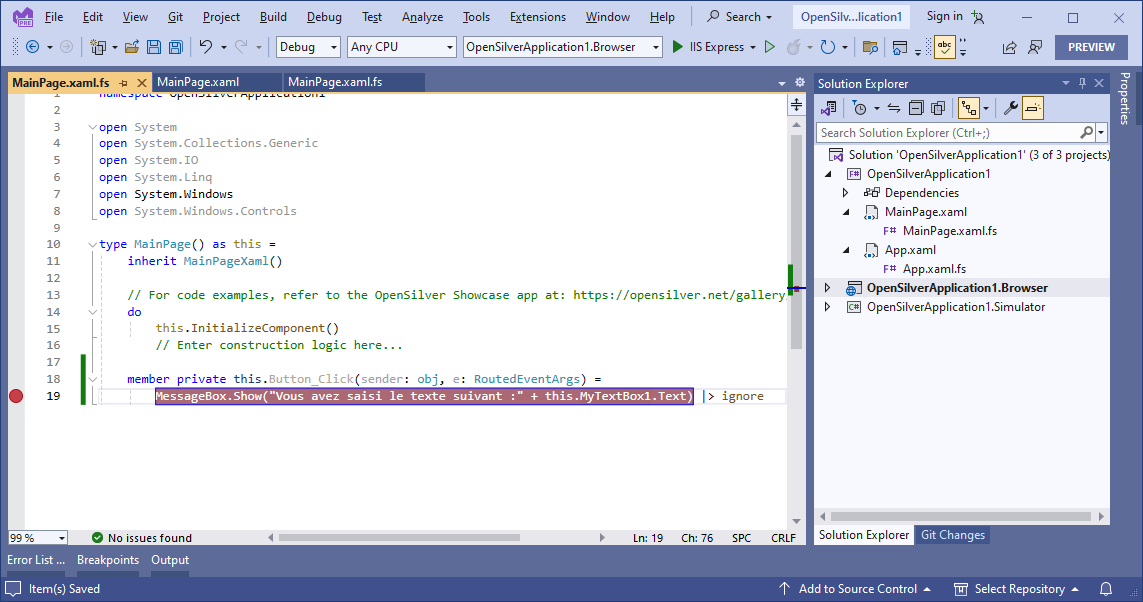 File Edit View Git Project Build Debug Test Analyze Tools Extensions Window Help Search OpenSilv...lication1 Sign in
PRE
Debug Any CPU OpenSilverApplication1.Browser IIS Express abc PREVIEW
MainPage.xaml.fs MainPage.xaml MainPage.xaml.fs
1 namespace OpenSilverApplication1
2
3 open System
4 open System.Collections.Generic
5 open System.IO
6 open System.Linq
7 open System.Windows
8 open System.Windows.Controls
9
10 type MainPage() as this =
11 inherit MainPageXaml()
12
13 // For code examples, refer to the OpenSilver Showcase app at: https://opensilver.net/gallery
14 do
15 this.InitializeComponent()
16 // Enter construction logic here...
17
18 member private this.Button_Click(sender: obj, e: RoutedEventArgs) =
19 MessageBox.Show("Vous avez saisi le texte suivant :" + this.MyTextBox1.Text) |> ignore
99 % No issues found Ln: 19 Ch: 76 SPC CRLF
Solution Explorer
Search Solution Explorer (Ctrl+;)
Solution 'OpenSilverApplication1' (3 of 3 projects)
F# OpenSilverApplication1
Dependencies
MainPage.xaml
F# MainPage.xaml.fs
App.xaml
F# App.xaml.fs
OpenSilverApplication1.Browser
C# OpenSilverApplication1.Simulator
Solution Explorer Git Changes
Properties
Error List ... Breakpoints Output
Item(s) Saved Add to Source Control Select Repository